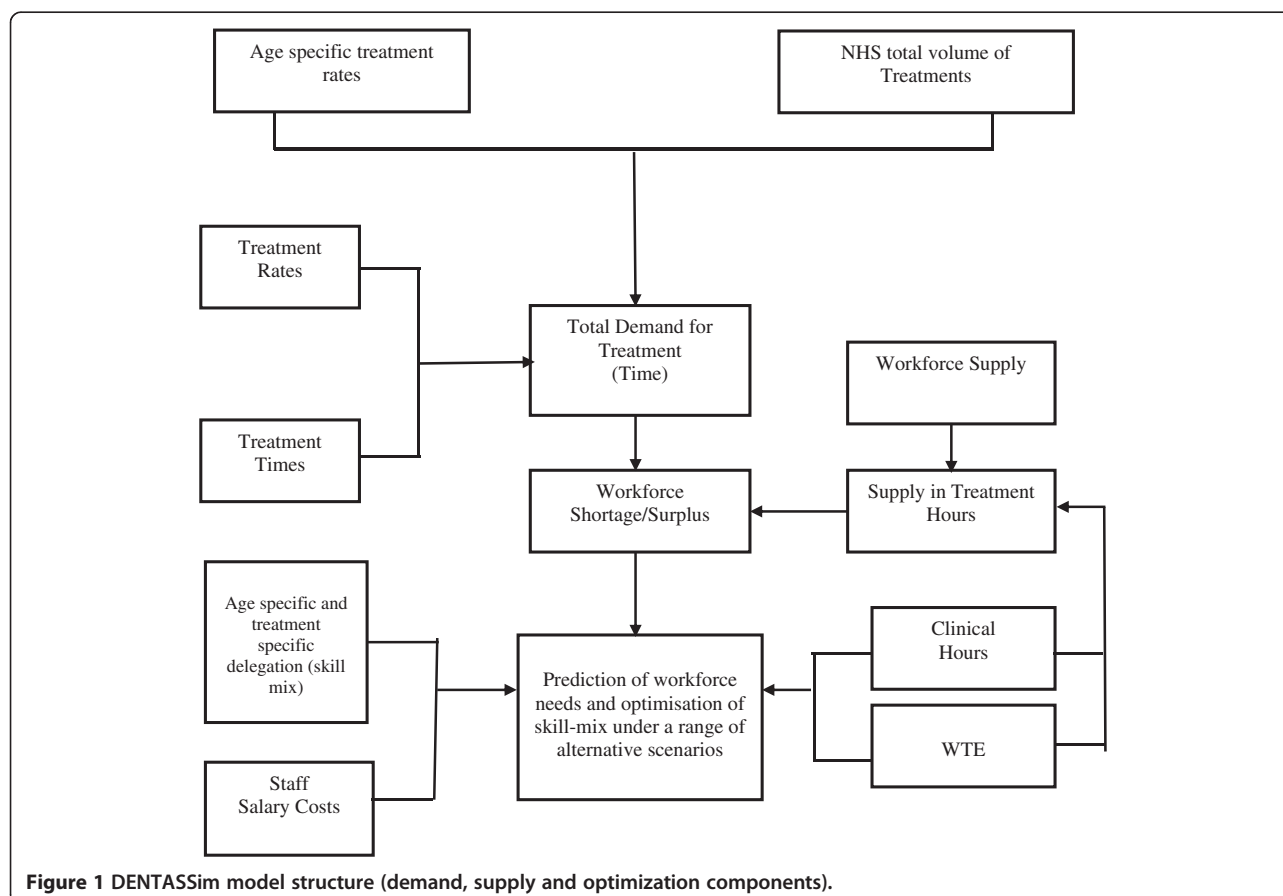 Age specific treatment
rates
NHS total volume of
Treatments
Treatment
Rates
Total Demand for
Treatment
(Time)
Workforce Supply
Treatment
Times
Workforce
Shortage/Surplus
Supply in Treatment
Hours
Age specific and
treatment
specific
delegation (skill
mix)
Prediction of workforce
needs and optimisation of
skill-mix under a range of
alternative scenarios
Clinical
Hours
WTE
Staff
Salary Costs
Figure 1 DENTASSim model structure (demand, supply and optimization components).